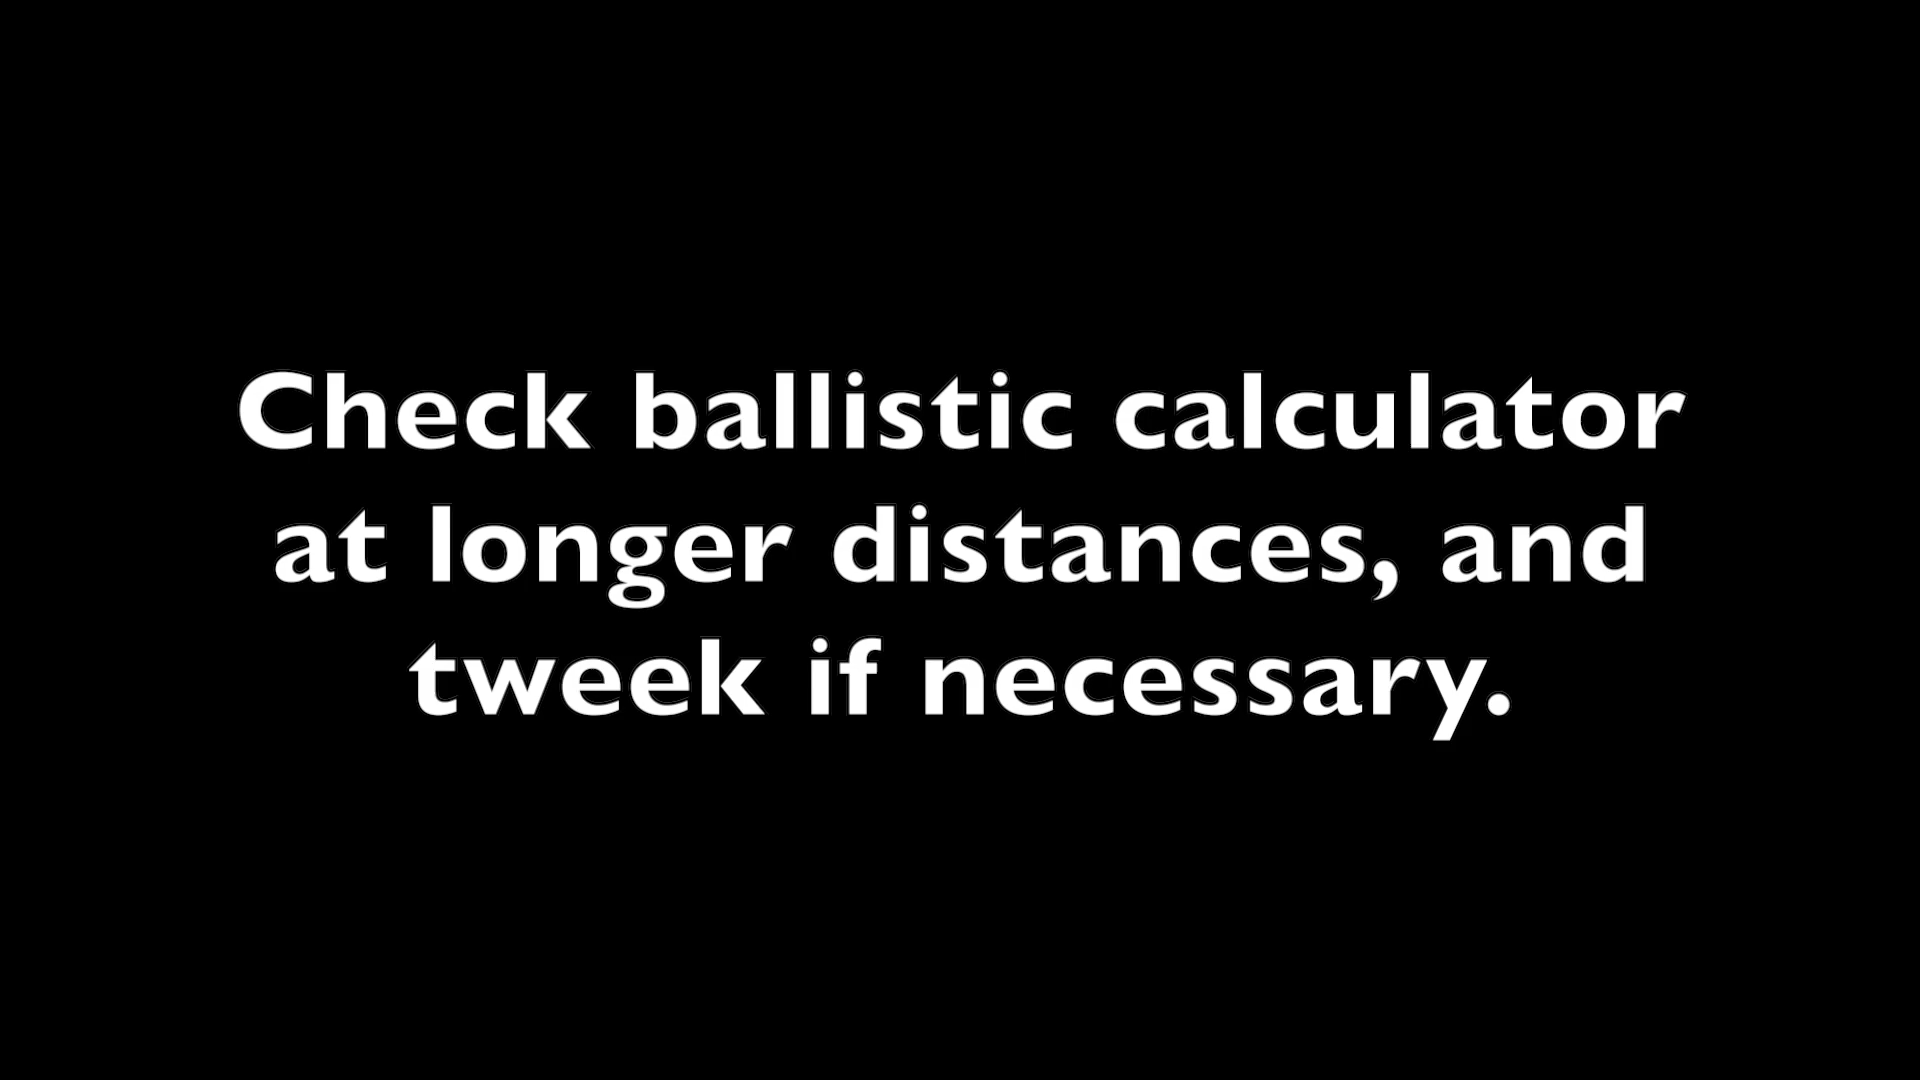 Check ballistic calculator
at longer distances, and
tweek if necessary.